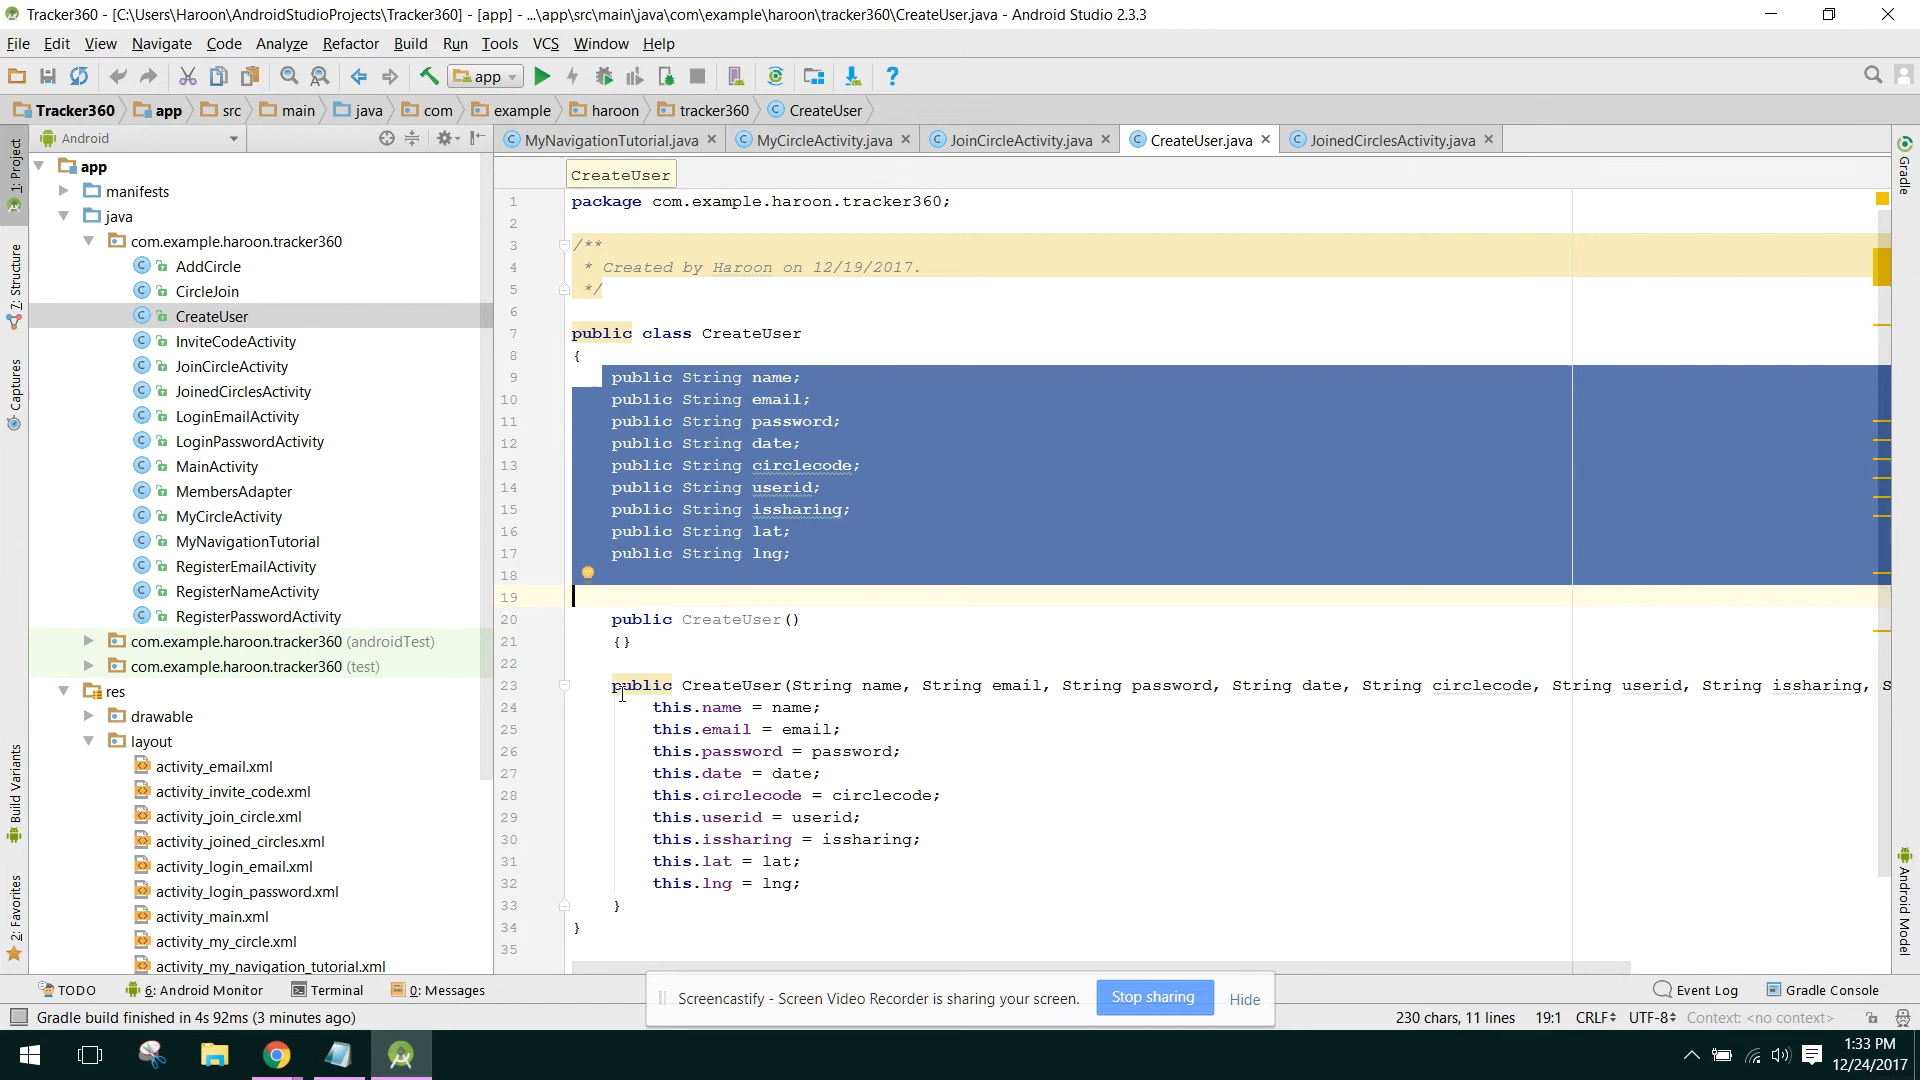 Tracker360 - [C:\Users\Haroon\AndroidStudioProjects\Tracker360] - [app] - ...\app\src\main\java\com\example\haroon\tracker360\CreateUser.java - Android Studio 2.3.3
File Edit View Navigate Code Analyze Refactor Build Run Tools VCS Window Help
app
Tracker360 app src main java com example haroon tracker360 CreateUser
Android
MyNavigationTutorial.java MyCircleActivity.java JoinCircleActivity.java CreateUser.java JoinedCirclesActivity.java
1: Project
7: Structure
Captures
Build Variants
2: Favorites
app
manifests
java
com.example.haroon.tracker360
AddCircle
CircleJoin
CreateUser
InviteCodeActivity
JoinCircleActivity
JoinedCirclesActivity
LoginEmailActivity
LoginPasswordActivity
MainActivity
MembersAdapter
MyCircleActivity
MyNavigationTutorial
RegisterEmailActivity
RegisterNameActivity
RegisterPasswordActivity
com.example.haroon.tracker360 (androidTest)
com.example.haroon.tracker360 (test)
res
drawable
layout
activity_email.xml
activity_invite_code.xml
activity_join_circle.xml
activity_joined_circles.xml
activity_login_email.xml
activity_login_password.xml
activity_main.xml
activity_my_circle.xml
activity_my_navigation_tutorial.xml
CreateUser
1 package com.example.haroon.tracker360;
2
3 /**
4 * Created by Haroon on 12/19/2017.
5 */
6
7 public class CreateUser
8 {
9 public String name;
10 public String email;
11 public String password;
12 public String date;
13 public String circlecode;
14 public String userid;
15 public String issharing;
16 public String lat;
17 public String lng;
18
19
20 public CreateUser()
21 {}
22
23 public CreateUser(String name, String email, String password, String date, String circlecode, String userid, String issharing, S
24 this.name = name;
25 this.email = email;
26 this.password = password;
27 this.date = date;
28 this.circlecode = circlecode;
29 this.userid = userid;
30 this.issharing = issharing;
31 this.lat = lat;
32 this.lng = lng;
33 }
34 }
35
Gradle
Android Model
TODO 6: Android Monitor Terminal 0: Messages
Screencastify - Screen Video Recorder is sharing your screen. Stop sharing Hide
Event Log Gradle Console
Gradle build finished in 4s 92ms (3 minutes ago)
230 chars, 11 lines 19:1 CRLF UTF-8 Context: <no context>
1:33 PM
12/24/2017